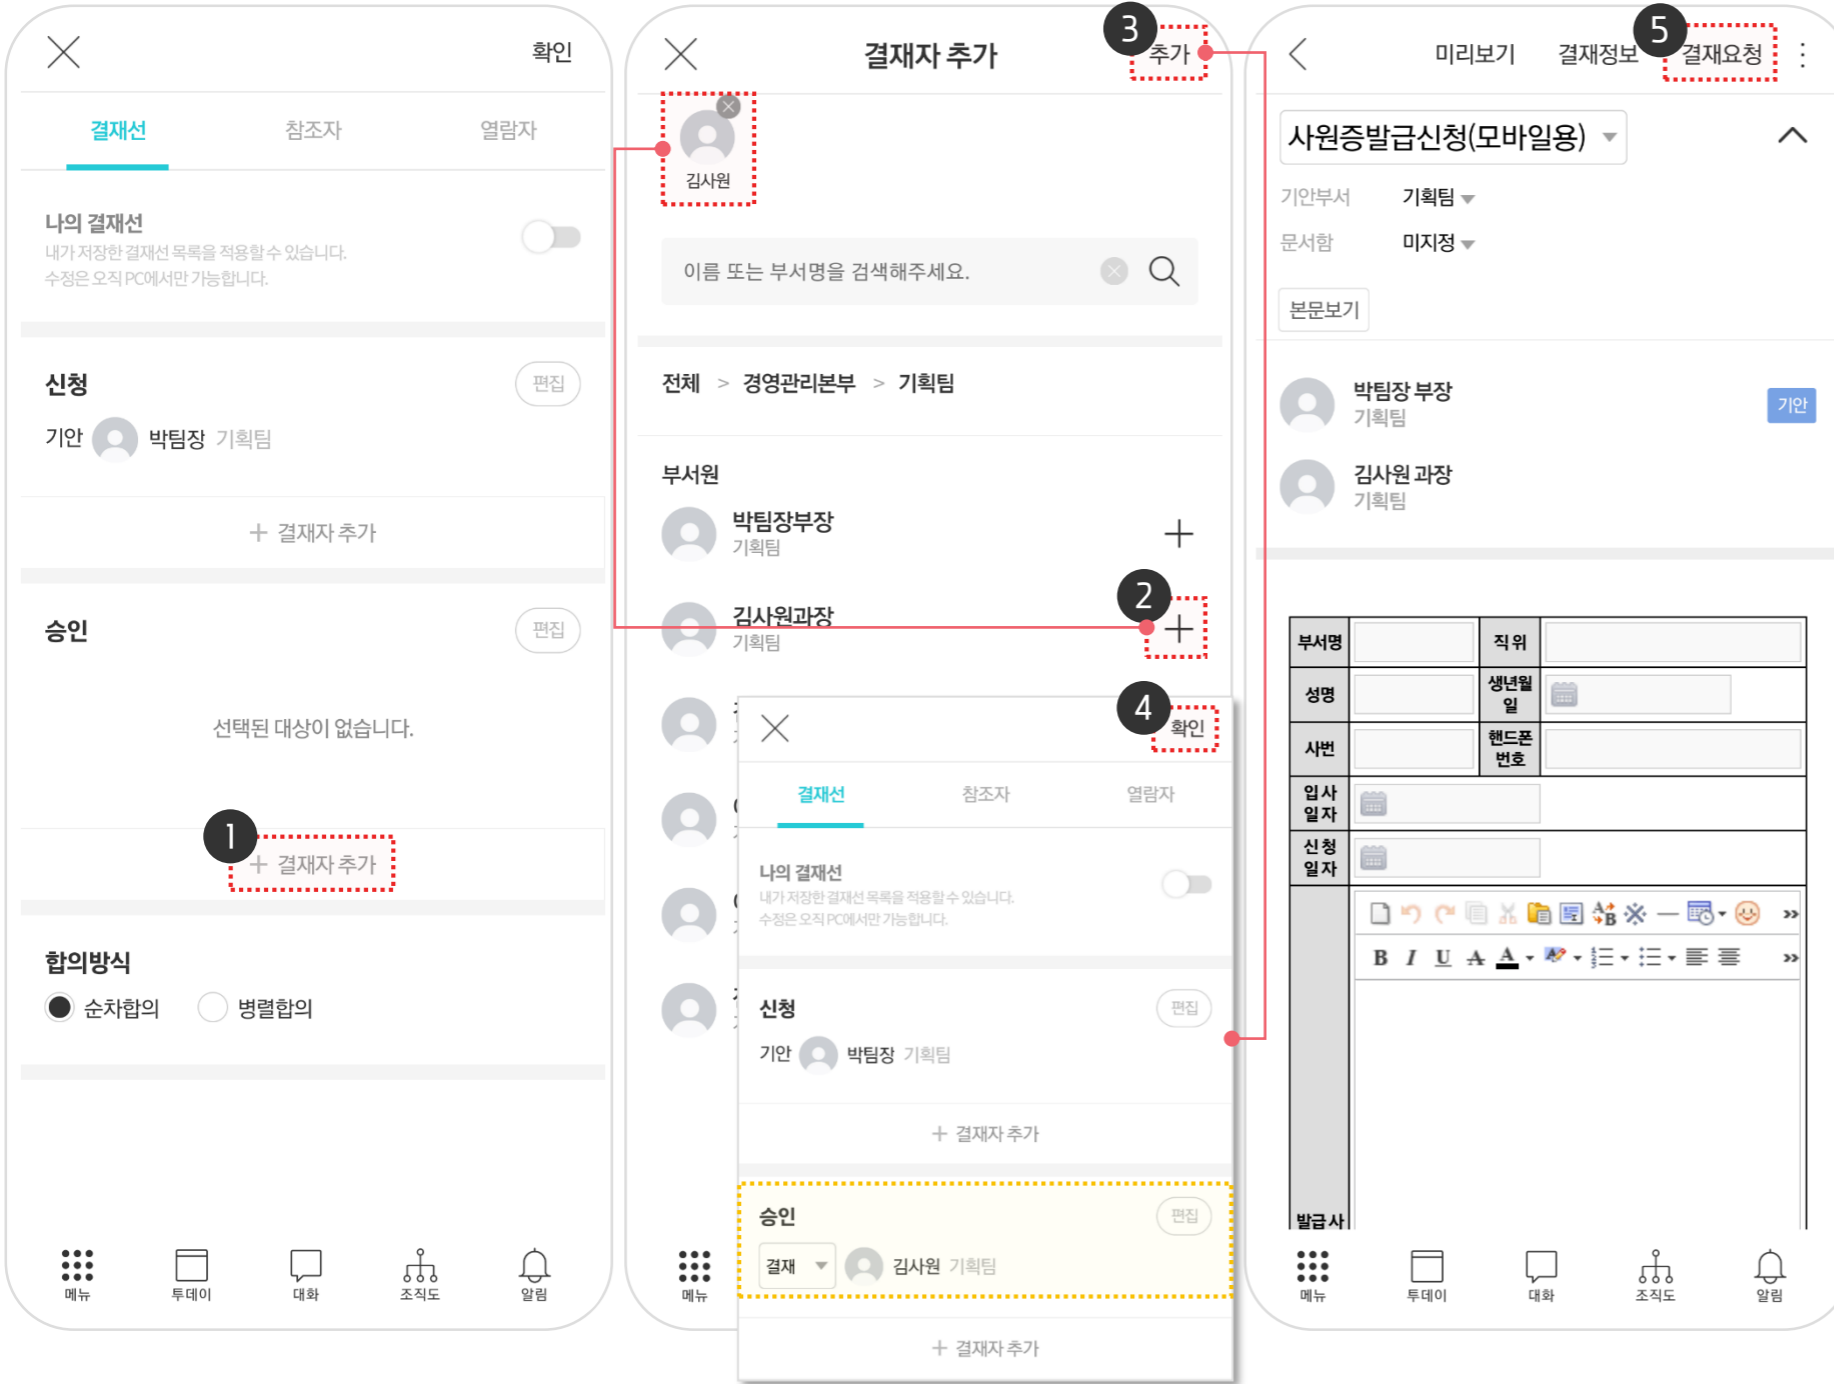 확인
결재선 참조자 열람자
나의 결재선
내가 저장한 결재선 목록을 적용할 수 있습니다.
수정은 오직 PC에서만 가능합니다.
신청 편집
기안 박팀장 기획팀
+ 결재자 추가
승인 편집
선택된 대상이 없습니다.
1
+ 결재자 추가
합의방식
순차합의 병렬합의
메뉴 투데이 대화 조직도 알림
결재자 추가 3 추가
김사원
이름 또는 부서명을 검색해주세요.
전체 > 경영관리본부 > 기획팀
부서원
박팀장부장
기획팀
2
김사원과장
기획팀
메뉴
4 확인
결재선 참조자 열람자
나의 결재선
내가 저장한 결재선 목록을 적용할 수 있습니다.
수정은 오직 PC에서만 가능합니다.
신청 편집
기안 박팀장 기획팀
+ 결재자 추가
승인 편집
결재 김사원 기획팀
+ 결재자 추가
미리보기 결재정보 5 결재요청
사원증발급신청(모바일용)
기안부서 기획팀
문서함 미지정
본문보기
박팀장 부장 기안
기획팀
김사원 과장
기획팀
부서명 직위
성명 생년월
일
사번 핸드폰
번호
입사
일자
신청
일자
B I U A A
발급 사
메뉴 투데이 대화 조직도 알림